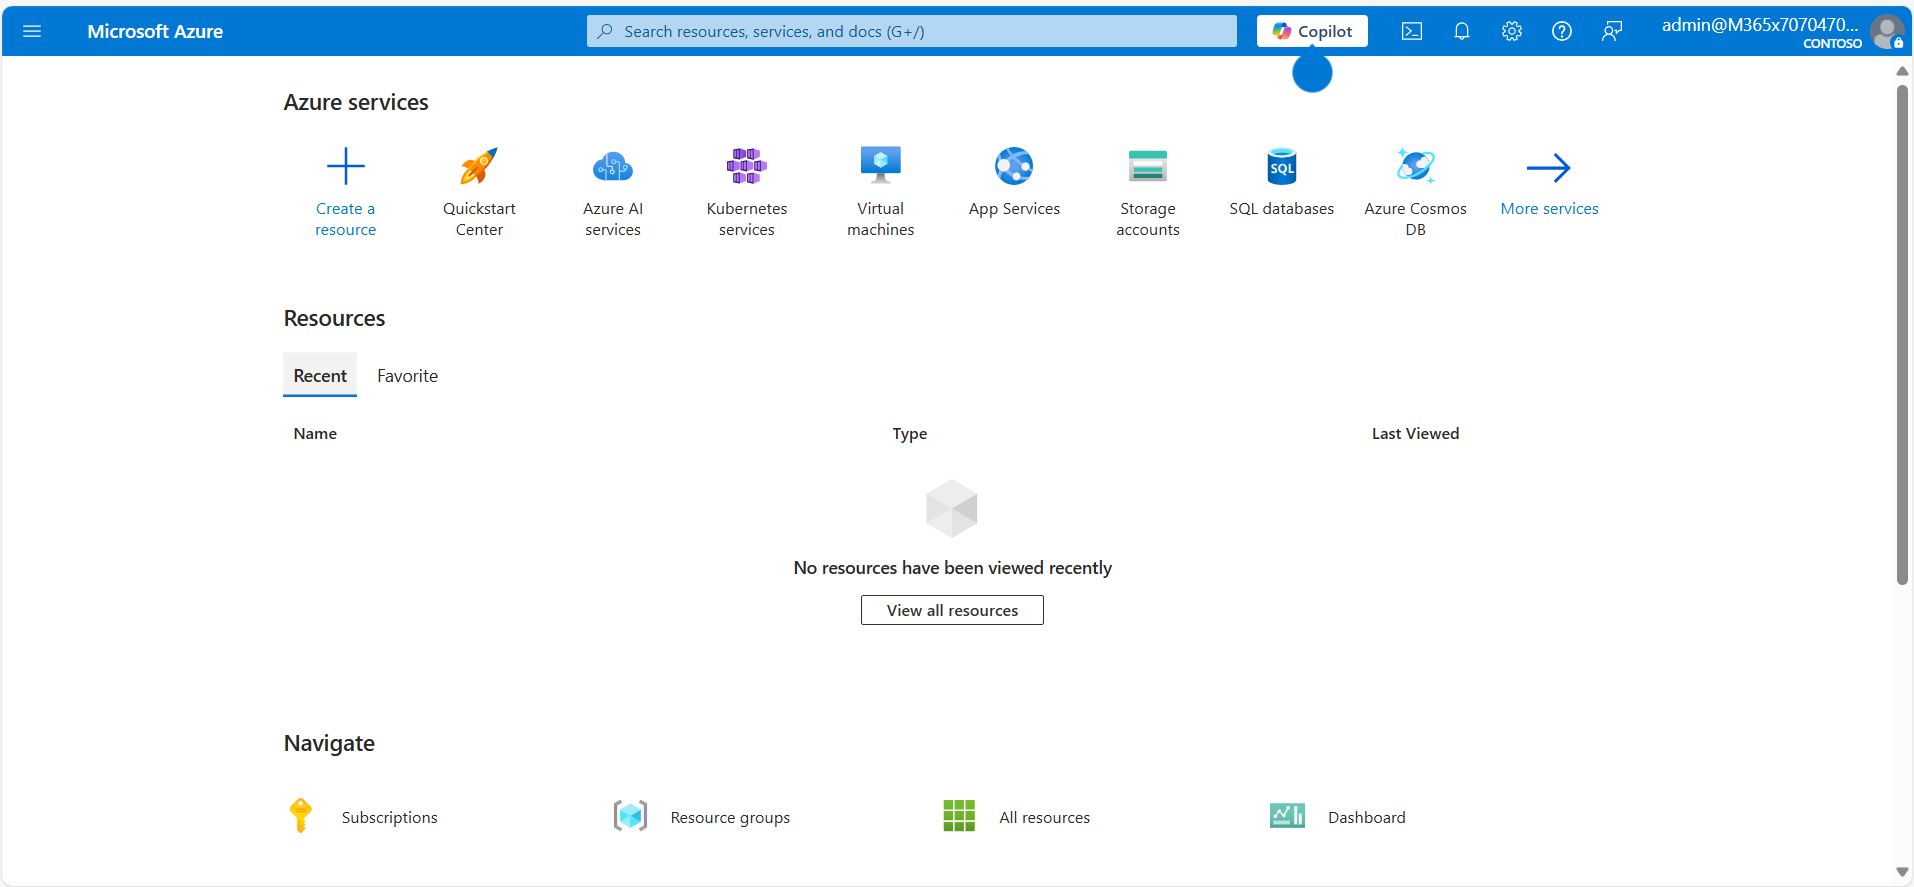 Microsoft Azure
Search resources, services, and docs (G+/)
Copilot
admin@M365x7070470...
CONTOSO
Azure services
Create a
resource
Quickstart
Center
Azure AI
services
Kubernetes
services
Virtual
machines
App Services
Storage
accounts
SQL
SQL databases
Azure Cosmos
DB
More services
Resources
Recent
Favorite
Name
Type
Last Viewed
No resources have been viewed recently
View all resources
Navigate
Subscriptions
Resource groups
All resources
Dashboard